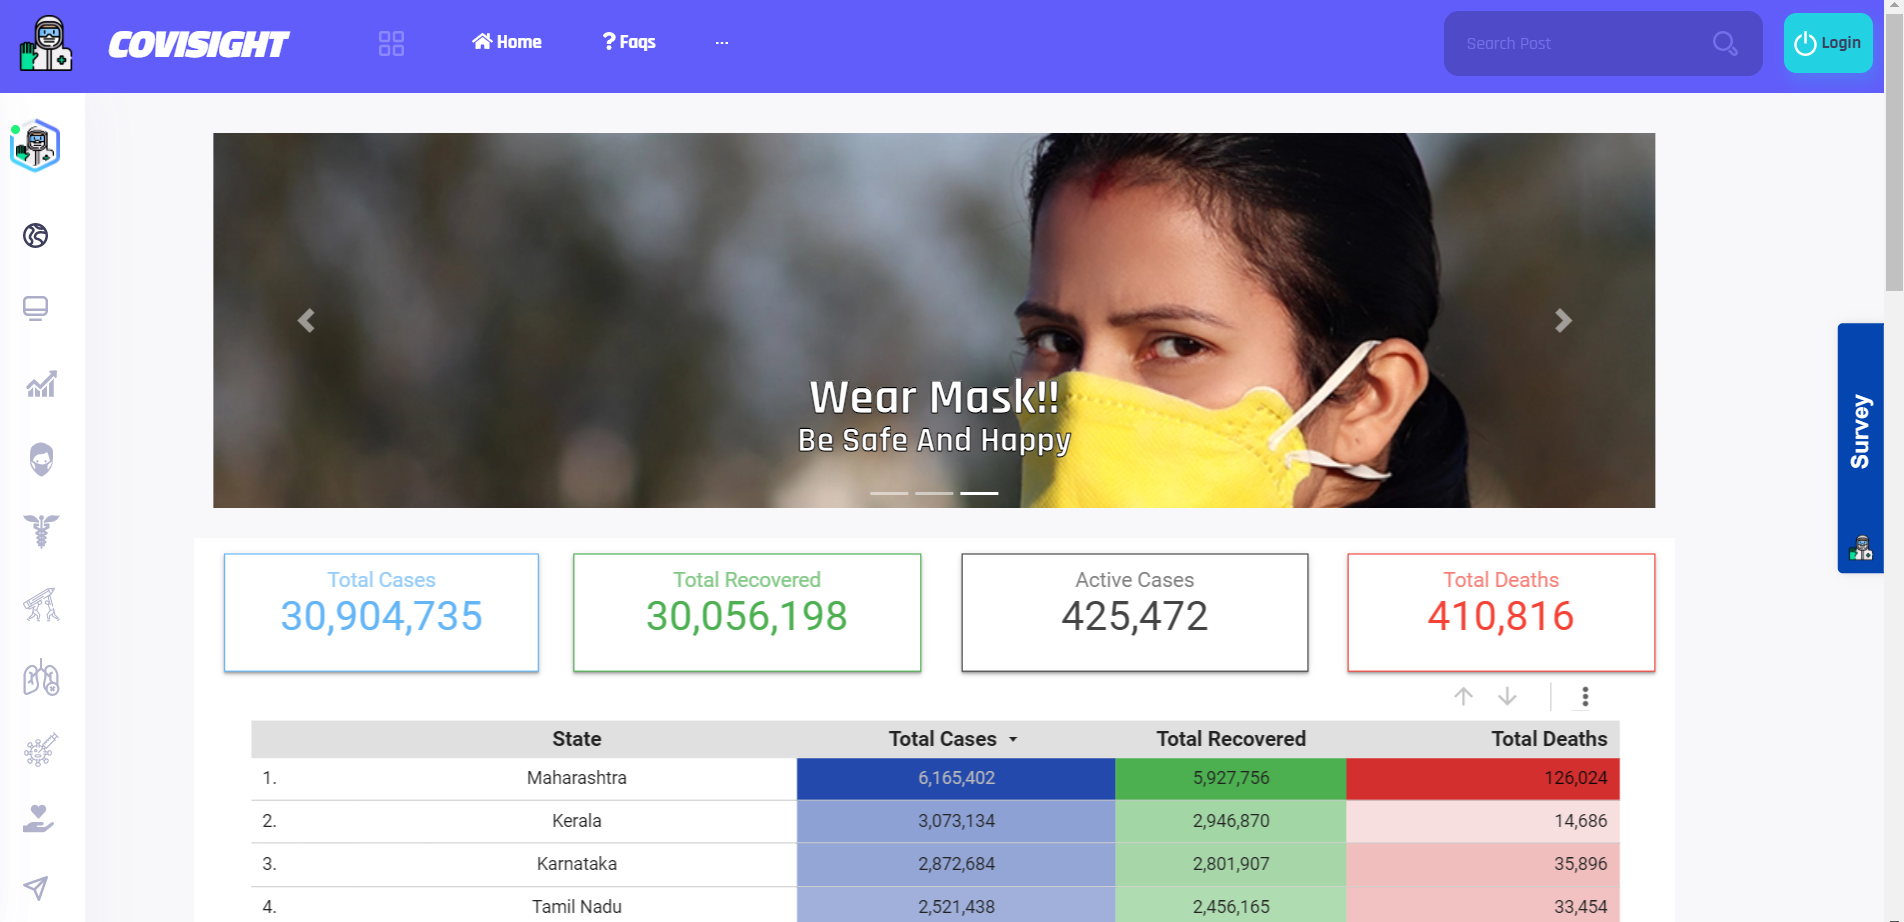 COVISIGHT
Home
Faqs
...
Search Post
Login
Wear Mask!!
Be Safe And Happy
Survey
Total Cases
30,904,735
Total Recovered
30,056,198
Active Cases
425,472
Total Deaths
410,816
State Total Cases Total Recovered Total Deaths
1. Maharashtra 6,165,402 5,927,756 126,024
2. Kerala 3,073,134 2,946,870 14,686
3. Karnataka 2,872,684 2,801,907 35,896
4. Tamil Nadu 2,521,438 2,456,165 33,454